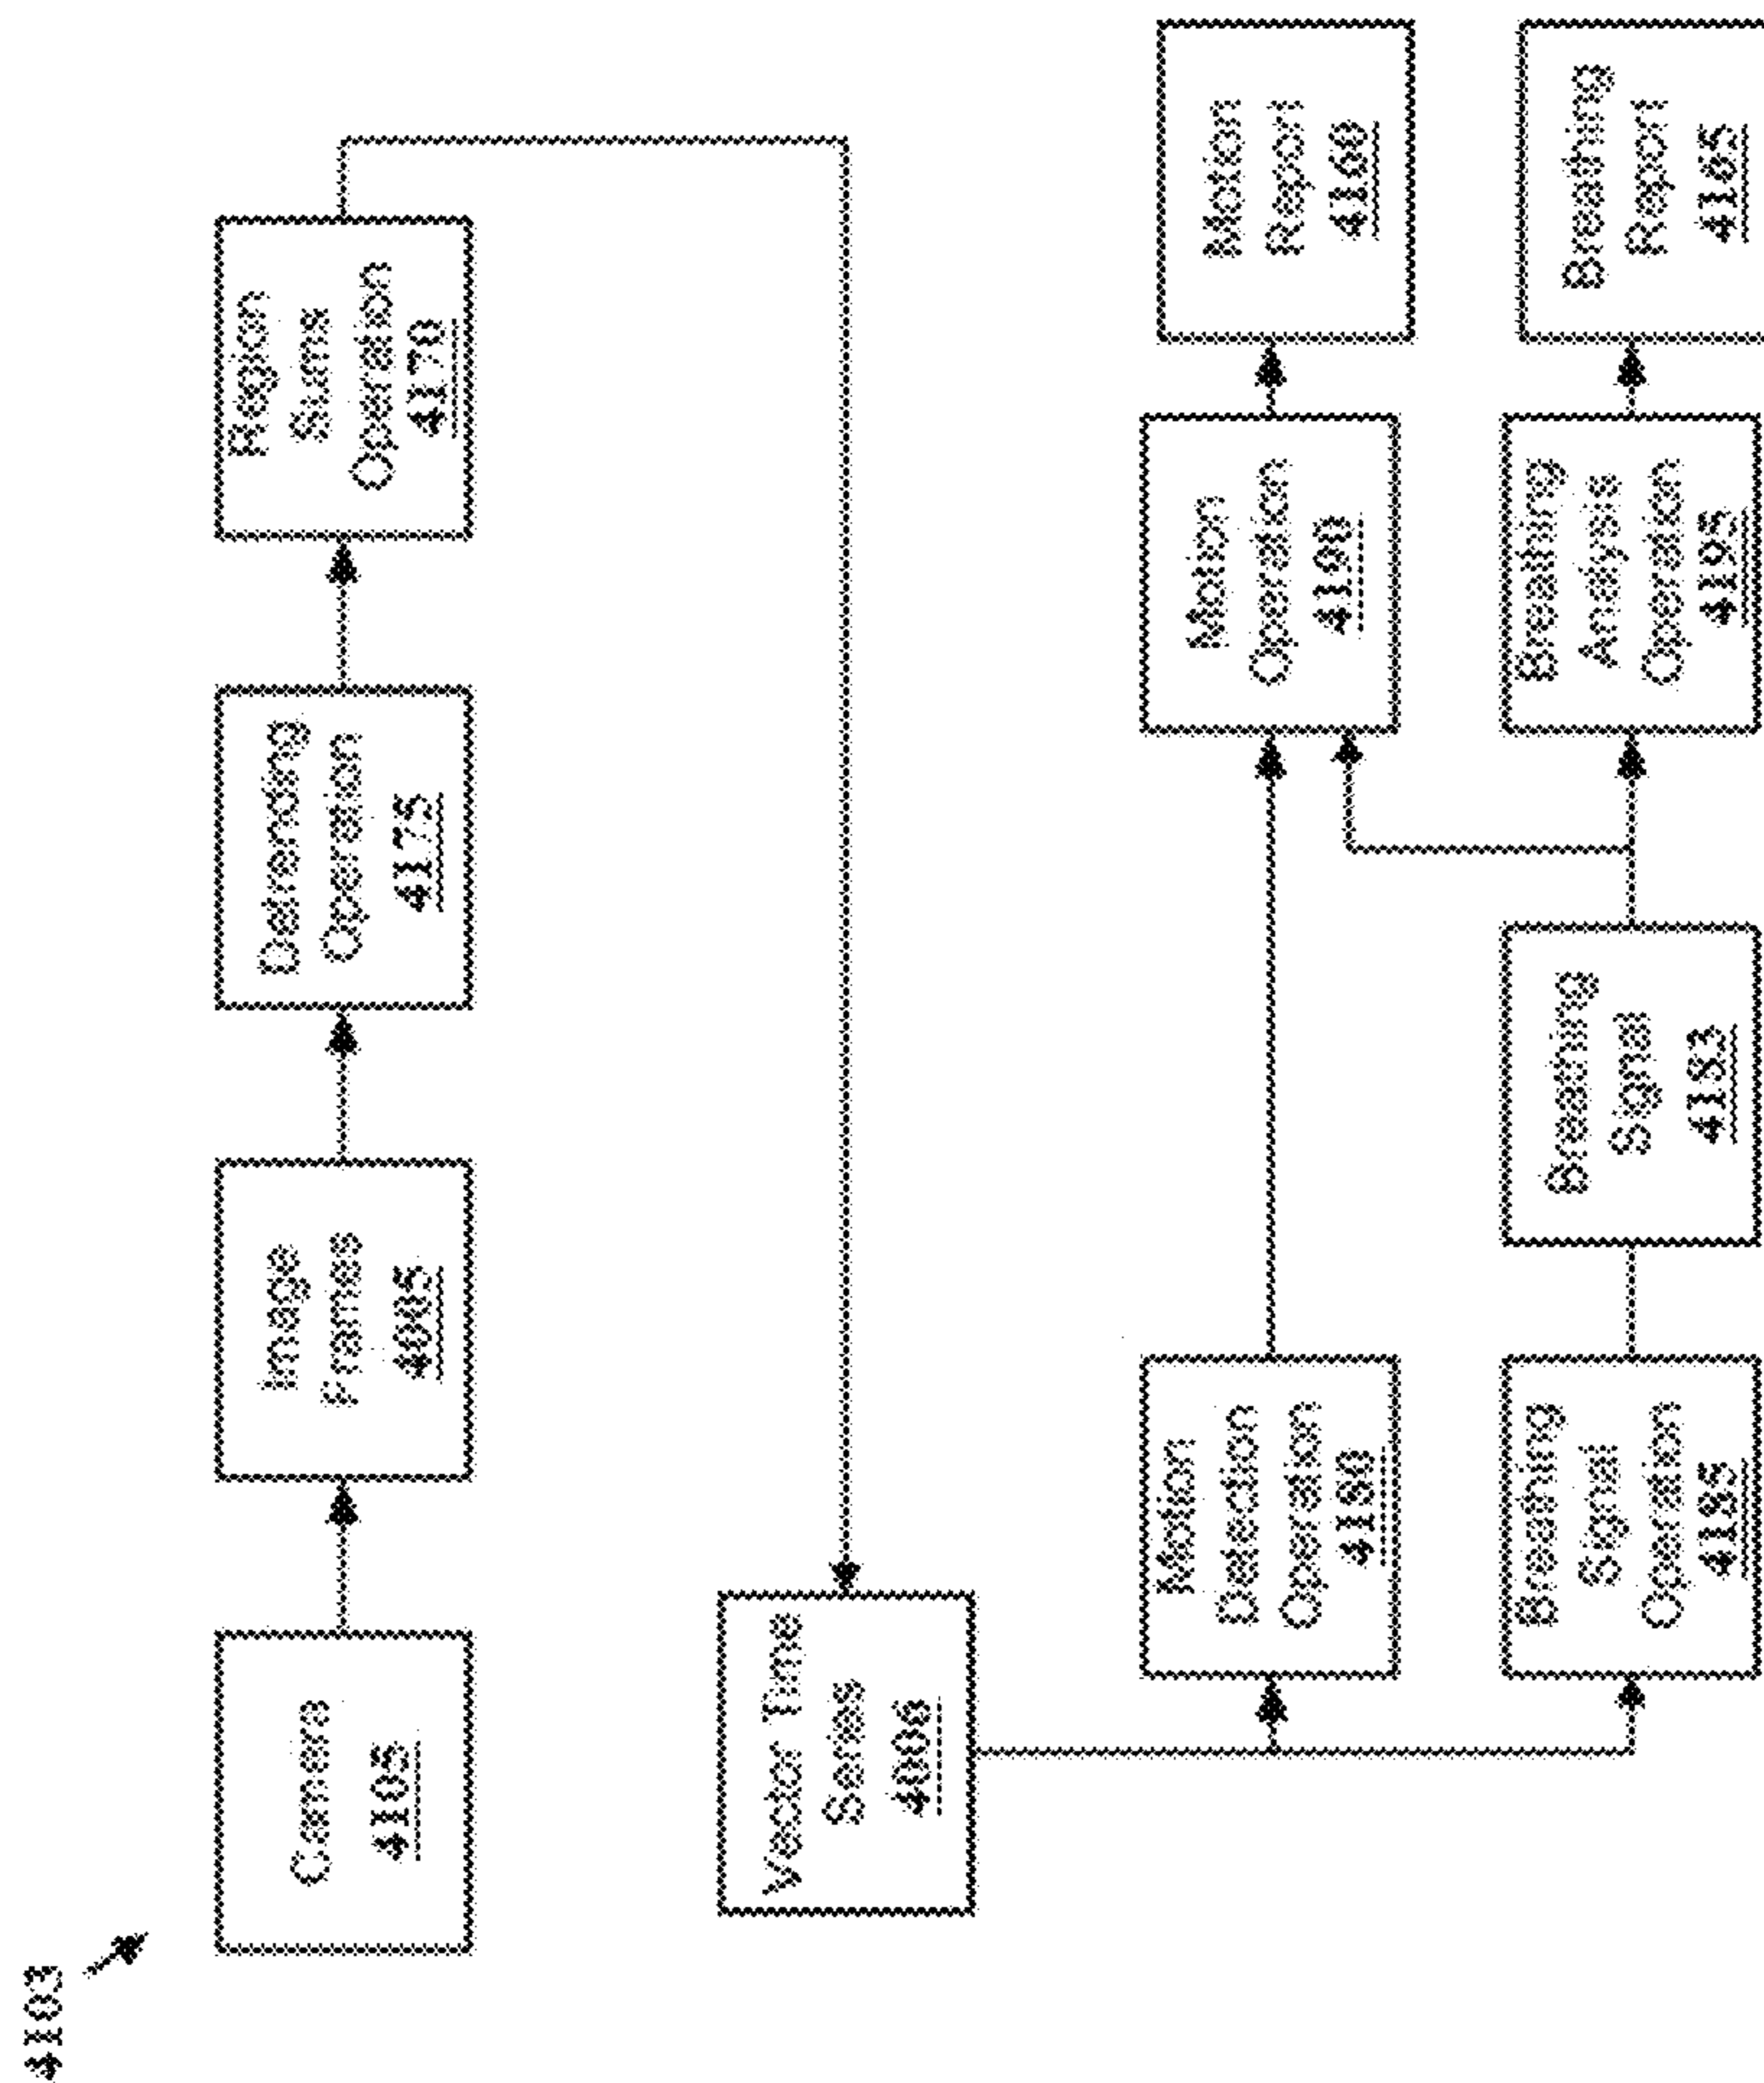 4103
Camera
4105
Image
Frames
4005
Detrending
Operation
4175
Region
Sums
Operation
4170
Vector Time
Series
4006
Motion
Detection
Operation
4180
Motion
Operation
4190
Motion
Report
4160
Breathing
Signal
Operation
4185
Breathing
Signal
4183
Breathing
Analysis
Operation
4195
Breathing
Report
4165